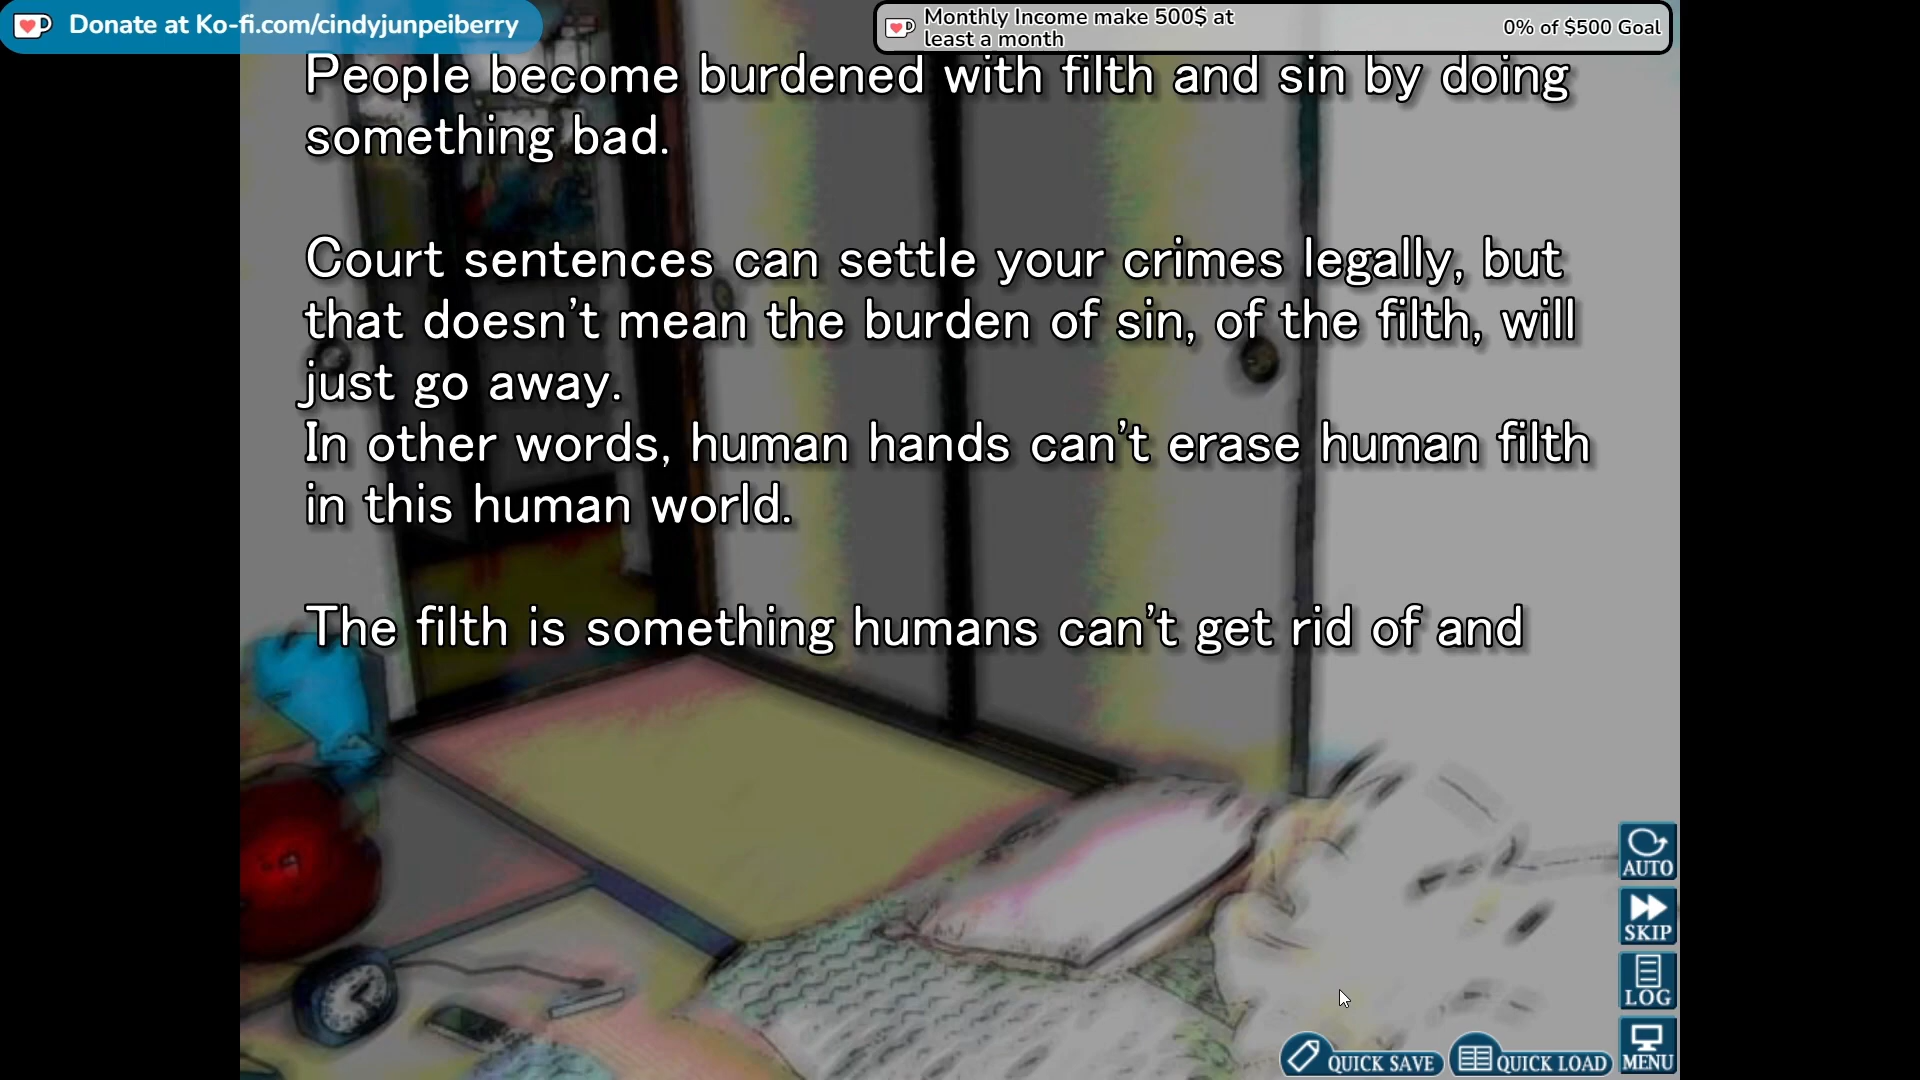 Donate at Ko-fi.com/cindyjunpeiberry
Monthly Income make 500$ at
least a month
0% of $500 Goal
People become burdened with filth and sin by doing
something bad.
Court sentences can settle your crimes legally, but
that doesn't mean the burden of sin, of the filth, will
just go away.
In other words, human hands can't erase human filth
in this human world.
The filth is something humans can't get rid of and
AUTO
SKIP
LOG
MENU
QUICK SAVE
QUICK LOAD